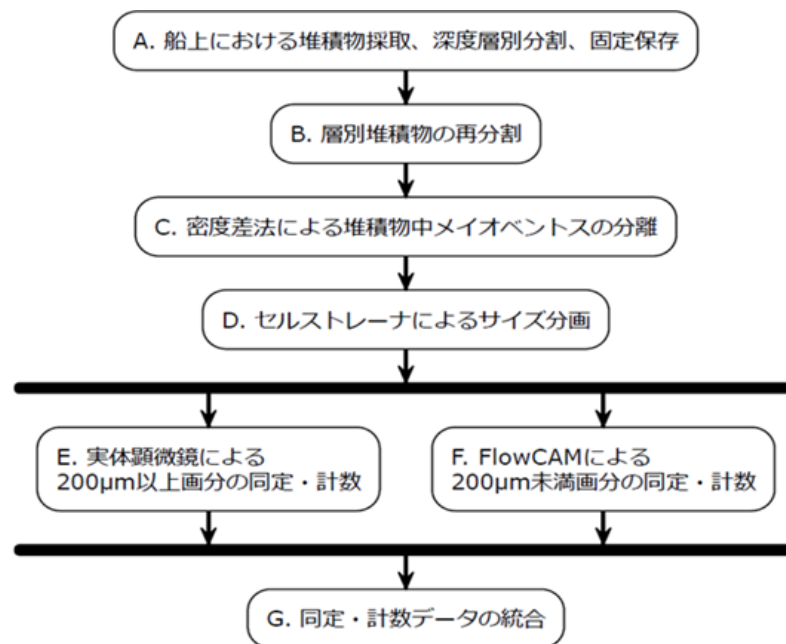 A. 船上における堆積物採取、深度層別分割、固定保存
B. 層別堆積物の再分割
C. 密度差法による堆積物中メイオベントスの分離
D. セルストレーナによるサイズ分画
E. 実体顕微鏡による
200μm以上画分の同定・計数
F. FlowCAMによる
200μm未満画分の同定・計数
G. 同定・計数データの統合